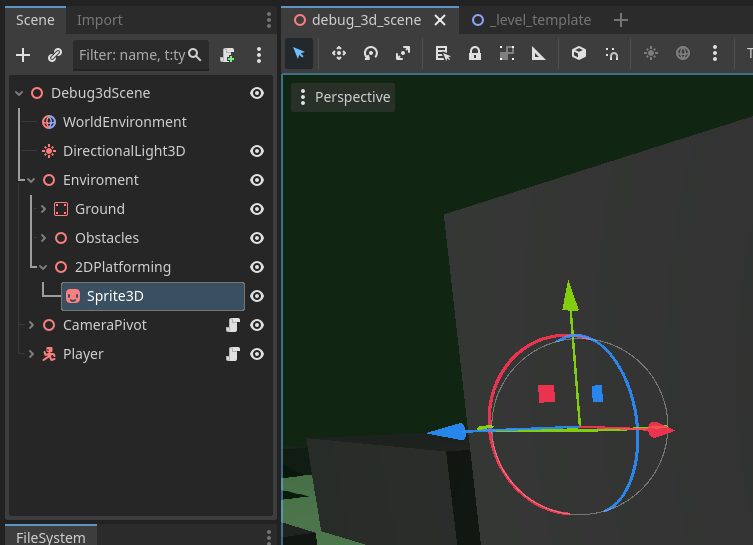 Scene Import
debug_3d_scene _level_template
Filter: name, t:ty
T
Perspective
Debug3dScene
WorldEnvironment
DirectionalLight3D
Enviroment
Ground
Obstacles
2DPlatforming
Sprite3D
CameraPivot
Player
FileSystem